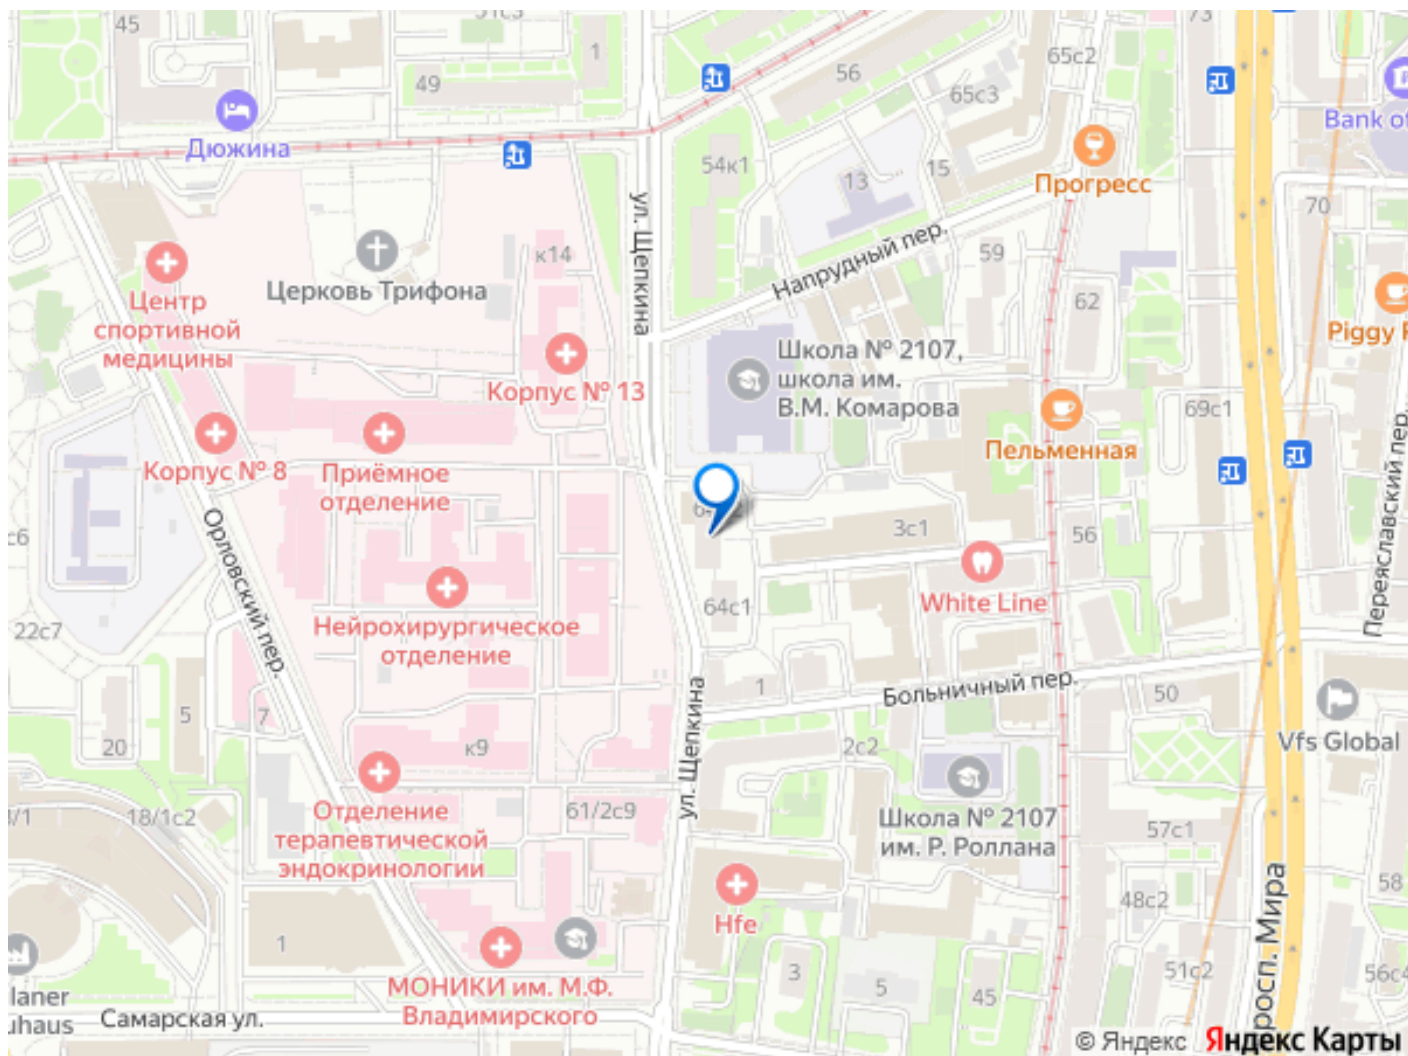 45
51с3
1
49
56
65с2
73
65с3
Bank of
Дюжина
54к1
13
15
Прогресс
ул. Щепкина
70
к14
59
Напрудный пер.
Церковь Трифона
Центр
спортивной
медицины
62
Piggy
Школа № 2107,
школа им.
В.М. Комарова
Корпус № 13
69с1
Пельменная
Переяславский пер.
Корпус № 8
Приёмное
отделение
Орловский пер.
3с1
56
с6
64с1
White Line
22с7
Нейрохирургическое
отделение
1
Больничный пер.
50
5
7
ул. Щепкина
20
к9
2с2
Vfs Global
18/1с2
Отделение
терапевтической
эндокринологии
61/2с9
Школа № 2107
им. Р. Роллана
57с1
58
48с2
Hfe
1
просп. Мира
3
5
45
51с2
56с4
МОНИКИ им. М.Ф.
Владимирского
Самарская ул.
laner
uhaus
© Яндекс Яндекс Карты